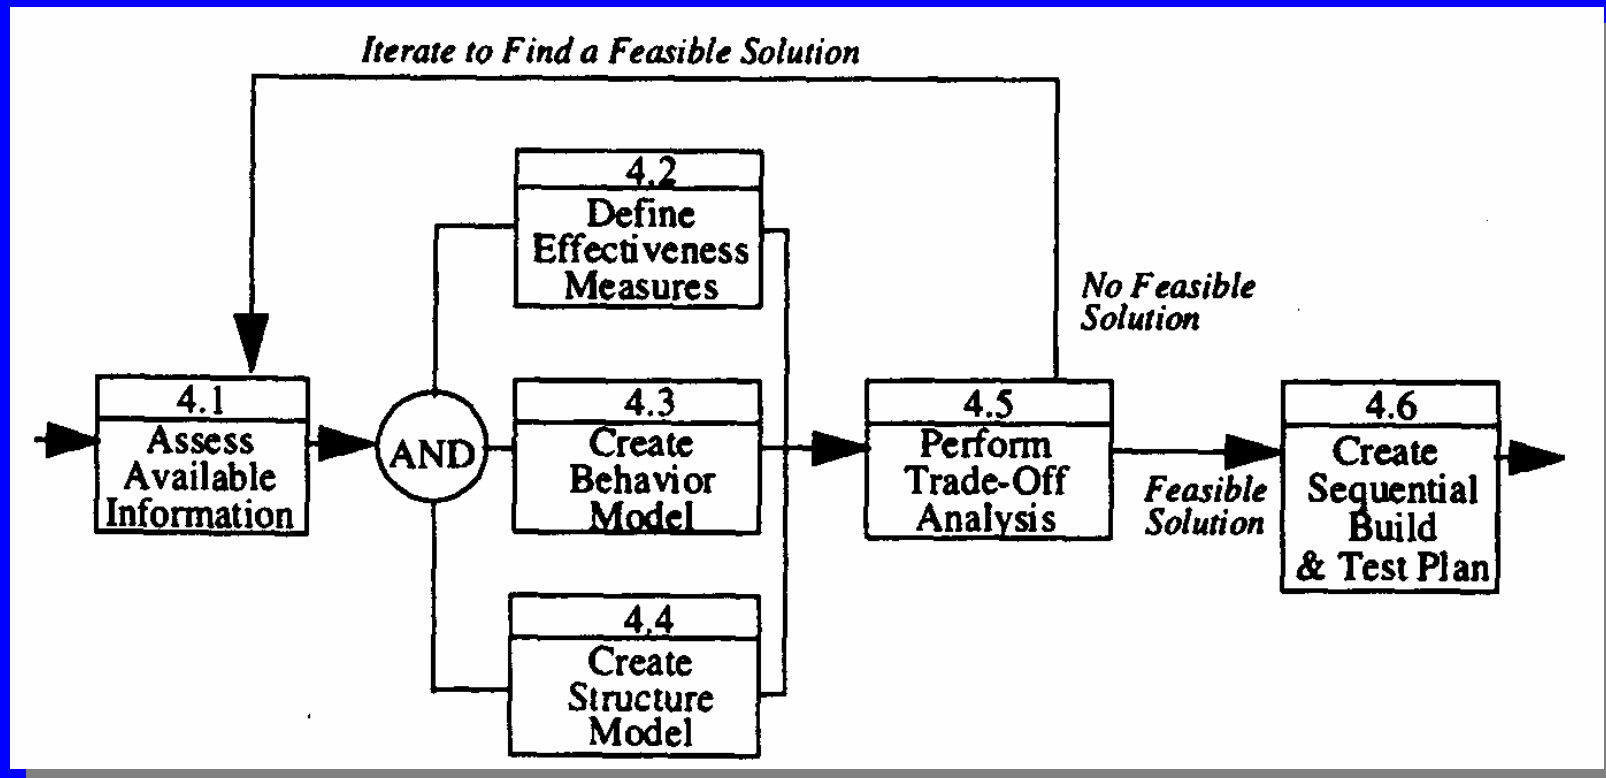 Iterate to Find a Feasible Solution
4.2
Define
Effectiveness
Measures
No Feasible
Solution
4.1
Assess
Available
Information
AND
4.3
Create
Behavior
Model
4.5
Perform
Trade-Off
Analysis
Feasible
Solution
4.6
Create
Sequential
Build
& Test Plan
4.4
Create
Structure
Model